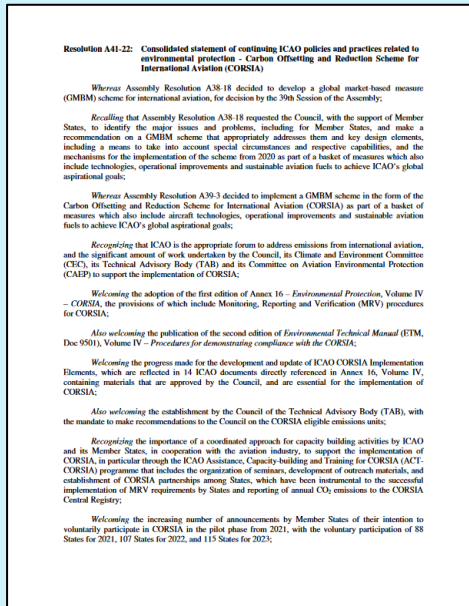 Resolution A41-22: Consolidated statement of continuing ICAO policies and practices related to
environmental protection - Carbon Offsetting and Reduction Scheme for
International Aviation (CORSIA)
Whereas Assembly Resolution A38-18 decided to develop a global market-based measure
(GMBM) scheme for international aviation, for decision by the 39th Session of the Assembly;
Recalling that Assembly Resolution A38-18 requested the Council, with the support of Member
States, to identify the major issues and problems, including for Member States, and make a
recommendation on a GMBM scheme that appropriately addresses them and key design elements,
including a means to take into account special circumstances and respective capabilities, and the
mechanisms for the implementation of the scheme from 2020 as part of a basket of measures which also
include technologies, operational improvements and sustainable aviation fuels to achieve ICAO's global
aspirational goals;
Whereas Assembly Resolution A39-3 decided to implement a GMBM scheme in the form of the
Carbon Offsetting and Reduction Scheme for International Aviation (CORSIA) as part of a basket of
measures which also include aircraft technologies, operational improvements and sustainable aviation
fuels to achieve ICAO's global aspirational goals;
Recognizing that ICAO is the appropriate forum to address emissions from international aviation,
and the significant amount of work undertaken by the Council, its Climate and Environment Committee
(CEC), its Technical Advisory Body (TAB) and its Committee on Aviation Environmental Protection
(CAEP) to support the implementation of CORSIA;
Welcoming the adoption of the first edition of Annex 16 – Environmental Protection, Volume IV
– CORSIA, the provisions of which include Monitoring, Reporting and Verification (MRV) procedures
for CORSIA;
Also welcoming the publication of the second edition of Environmental Technical Manual (ETM,
Doc 9501), Volume IV – Procedures for demonstrating compliance with the CORSIA;
Welcoming the progress made for the development and update of ICAO CORSIA Implementation
Elements, which are reflected in 14 ICAO documents directly referenced in Annex 16, Volume IV,
containing materials that are approved by the Council, and are essential for the implementation of
CORSIA;
Also welcoming the establishment by the Council of the Technical Advisory Body (TAB), with
the mandate to make recommendations to the Council on the CORSIA eligible emissions units;
Recognizing the importance of a coordinated approach for capacity building activities by ICAO
and its Member States, in cooperation with the aviation industry, to support the implementation of
CORSIA, in particular through the ICAO Assistance, Capacity-building and Training for CORSIA (ACT-
CORSIA) programme that includes the organization of seminars, development of outreach materials, and
establishment of CORSIA partnerships among States, which have been instrumental to the successful
implementation of MRV requirements by States and reporting of annual CO₂ emissions to the CORSIA
Central Registry;
Welcoming the increasing number of announcements by Member States of their intention to
voluntarily participate in CORSIA in the pilot phase from 2021, with the voluntary participation of 88
States for 2021, 107 States for 2022, and 115 States for 2023;